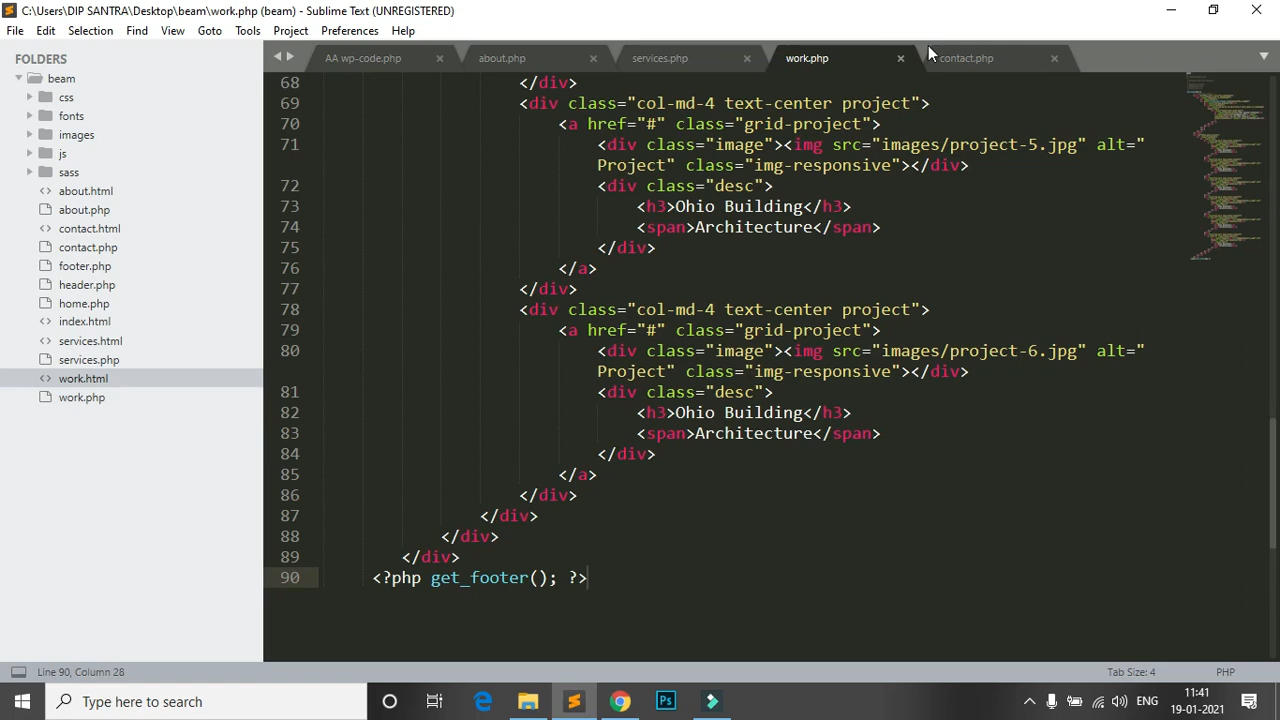 C:\Users\DIP SANTRA\Desktop\beam\work.php (beam) - Sublime Text (UNREGISTERED)
File Edit Selection Find View Goto Tools Project Preferences Help
FOLDERS
beam
css
fonts
images
js
sass
about.html
about.php
contact.html
contact.php
footer.php
header.php
home.php
index.html
services.html
services.php
work.html
work.php
AA wp-code.php about.php services.php work.php contact.php
68 </div>
69 <div class="col-md-4 text-center project">
70 <a href="#" class="grid-project">
71 <div class="image"><img src="images/project-5.jpg" alt="
Project" class="img-responsive"></div>
72 <div class="desc">
73 <h3>Ohio Building</h3>
74 <span>Architecture</span>
75 </div>
76 </a>
77 </div>
78 <div class="col-md-4 text-center project">
79 <a href="#" class="grid-project">
80 <div class="image"><img src="images/project-6.jpg" alt="
Project" class="img-responsive"></div>
81 <div class="desc">
82 <h3>Ohio Building</h3>
83 <span>Architecture</span>
84 </div>
85 </a>
86 </div>
87 </div>
88 </div>
89 </div>
90 <?php get_footer(); ?>
Line 90, Column 28
Tab Size: 4 PHP
Type here to search
Ps
ENG
11:41
19-01-2021